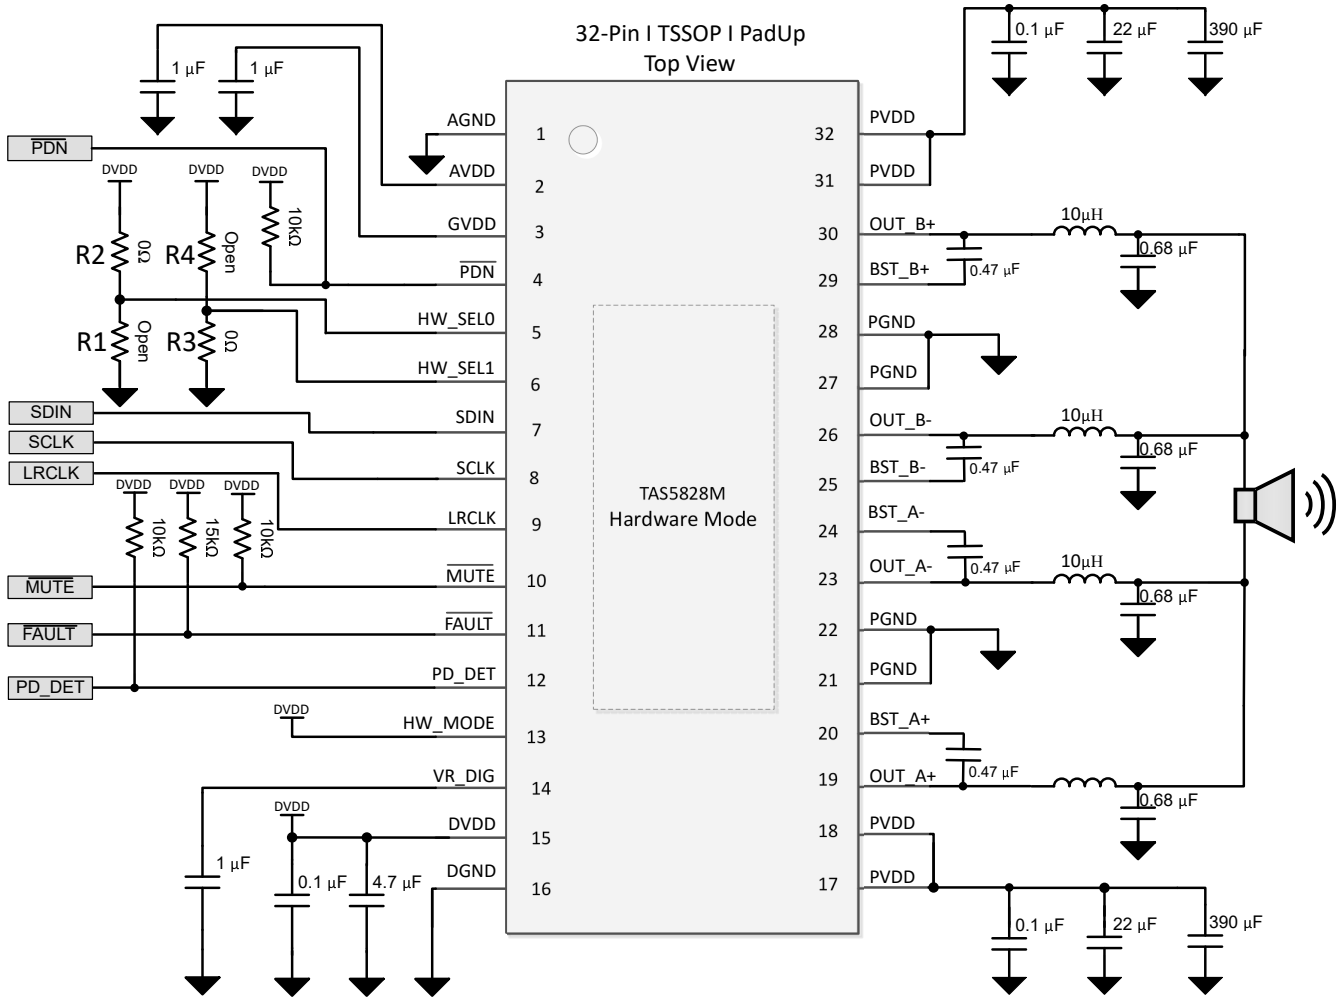 32-Pin I TSSOP I PadUp
Top View
1 µF
1 µF
0.1 µF
22 µF
390 µF
PDN
DVDD
DVDD
DVDD
R2
0Ω
R4
Open
10kΩ
R1
Open
R3
0Ω
SDIN
SCLK
LRCLK
DVDD
DVDD
DVDD
10kΩ
15kΩ
10kΩ
MUTE
FAULT
PD_DET
DVDD
DVDD
1 µF
0.1 µF
4.7 µF
AGND
1
AVDD
2
GVDD
3
PDN
4
HW_SEL0
5
HW_SEL1
6
SDIN
7
SCLK
8
LRCLK
9
MUTE
10
FAULT
11
PD_DET
12
HW_MODE
13
VR_DIG
14
DVDD
15
DGND
16
TAS5828M
Hardware Mode
32
PVDD
31
PVDD
30
OUT_B+
29
BST_B+
28
PGND
27
PGND
26
OUT_B-
25
BST_B-
24
BST_A-
23
OUT_A-
22
PGND
21
PGND
20
BST_A+
19
OUT_A+
18
PVDD
17
PVDD
10µH
0.47 µF
0.68 µF
10µH
0.47 µF
0.68 µF
0.47 µF
10µH
0.68 µF
0.47 µF
0.68 µF
0.1 µF
22 µF
390 µF